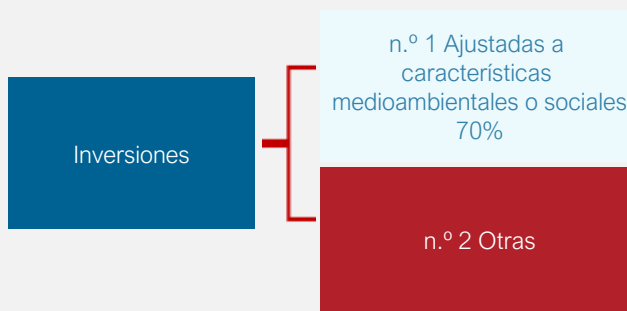 Inversiones
n.º 1 Ajustadas a
características
medioambientales o sociales
70%
n.º 2 Otras